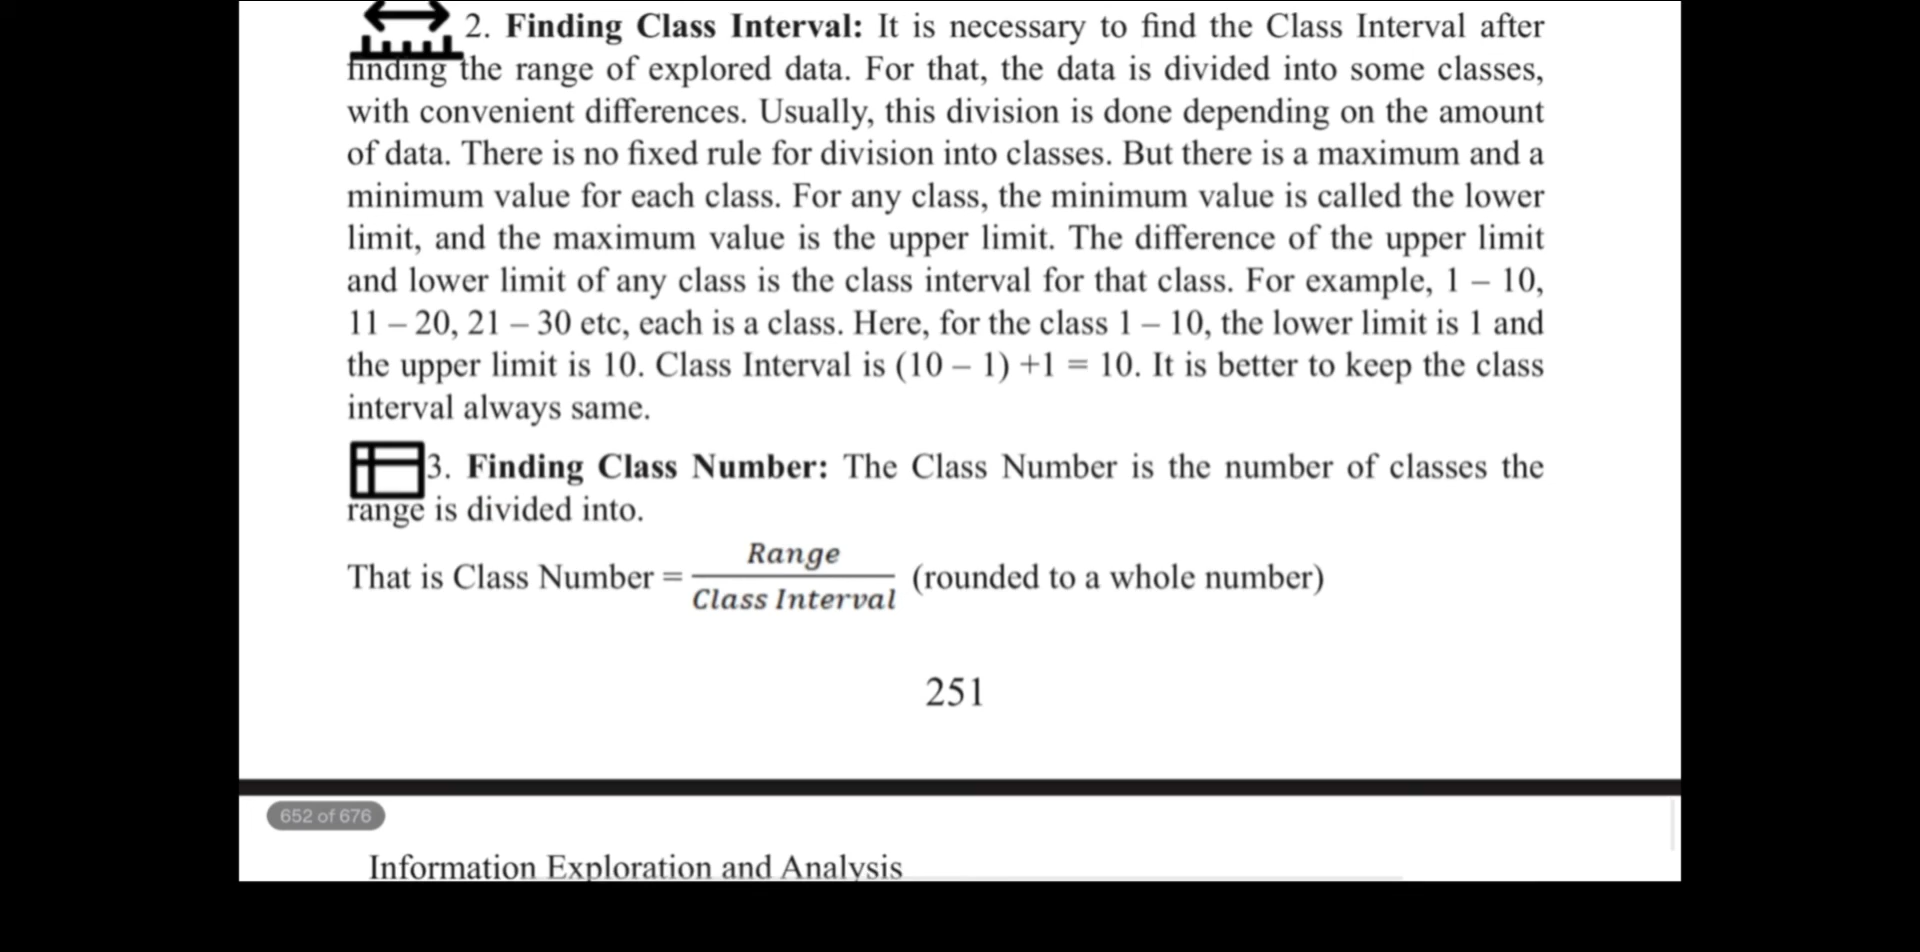 2. Finding Class Interval: It is necessary to find the Class Interval after
finding the range of explored data. For that, the data is divided into some classes,
with convenient differences. Usually, this division is done depending on the amount
of data. There is no fixed rule for division into classes. But there is a maximum and a
minimum value for each class. For any class, the minimum value is called the lower
limit, and the maximum value is the upper limit. The difference of the upper limit
and lower limit of any class is the class interval for that class. For example, 1 – 10,
11 – 20, 21 – 30 etc, each is a class. Here, for the class 1 – 10, the lower limit is 1 and
the upper limit is 10. Class Interval is (10 – 1) +1 = 10. It is better to keep the class
interval always same.
3. Finding Class Number: The Class Number is the number of classes the
range is divided into.
That is Class Number = Range / Class Interval (rounded to a whole number)
251
652 of 676
Information Exploration and Analysis